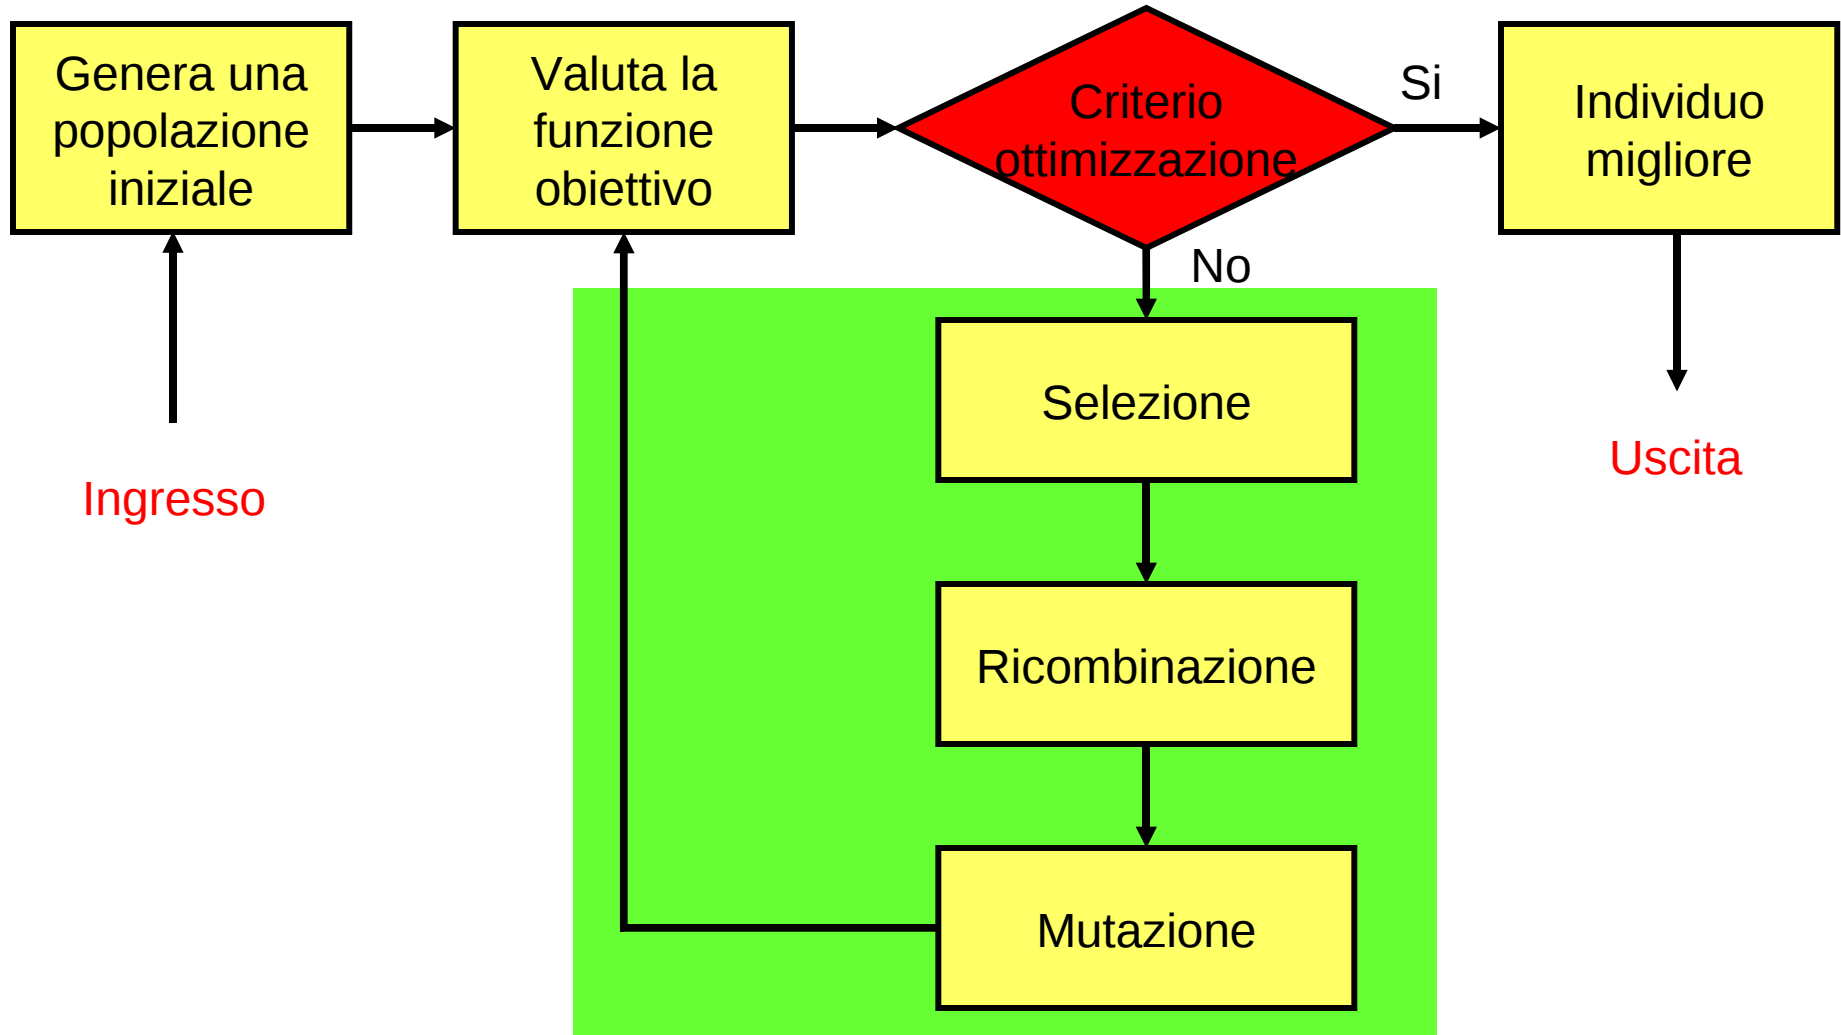 Genera una
popolazione
iniziale
Valuta la
funzione
obiettivo
Criterio
ottimizzazione
Si
Individuo
migliore
No
Selezione
Uscita
Ingresso
Ricombinazione
Mutazione